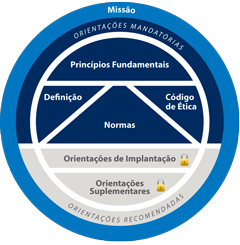 Missão
ORIENTAÇÕES MANDATÓRIAS
Princípios Fundamentais
Definição
Código
de Ética
Normas
Orientações de Implantação
Orientações
Suplementares
ORIENTAÇÕES RECOMENDADAS